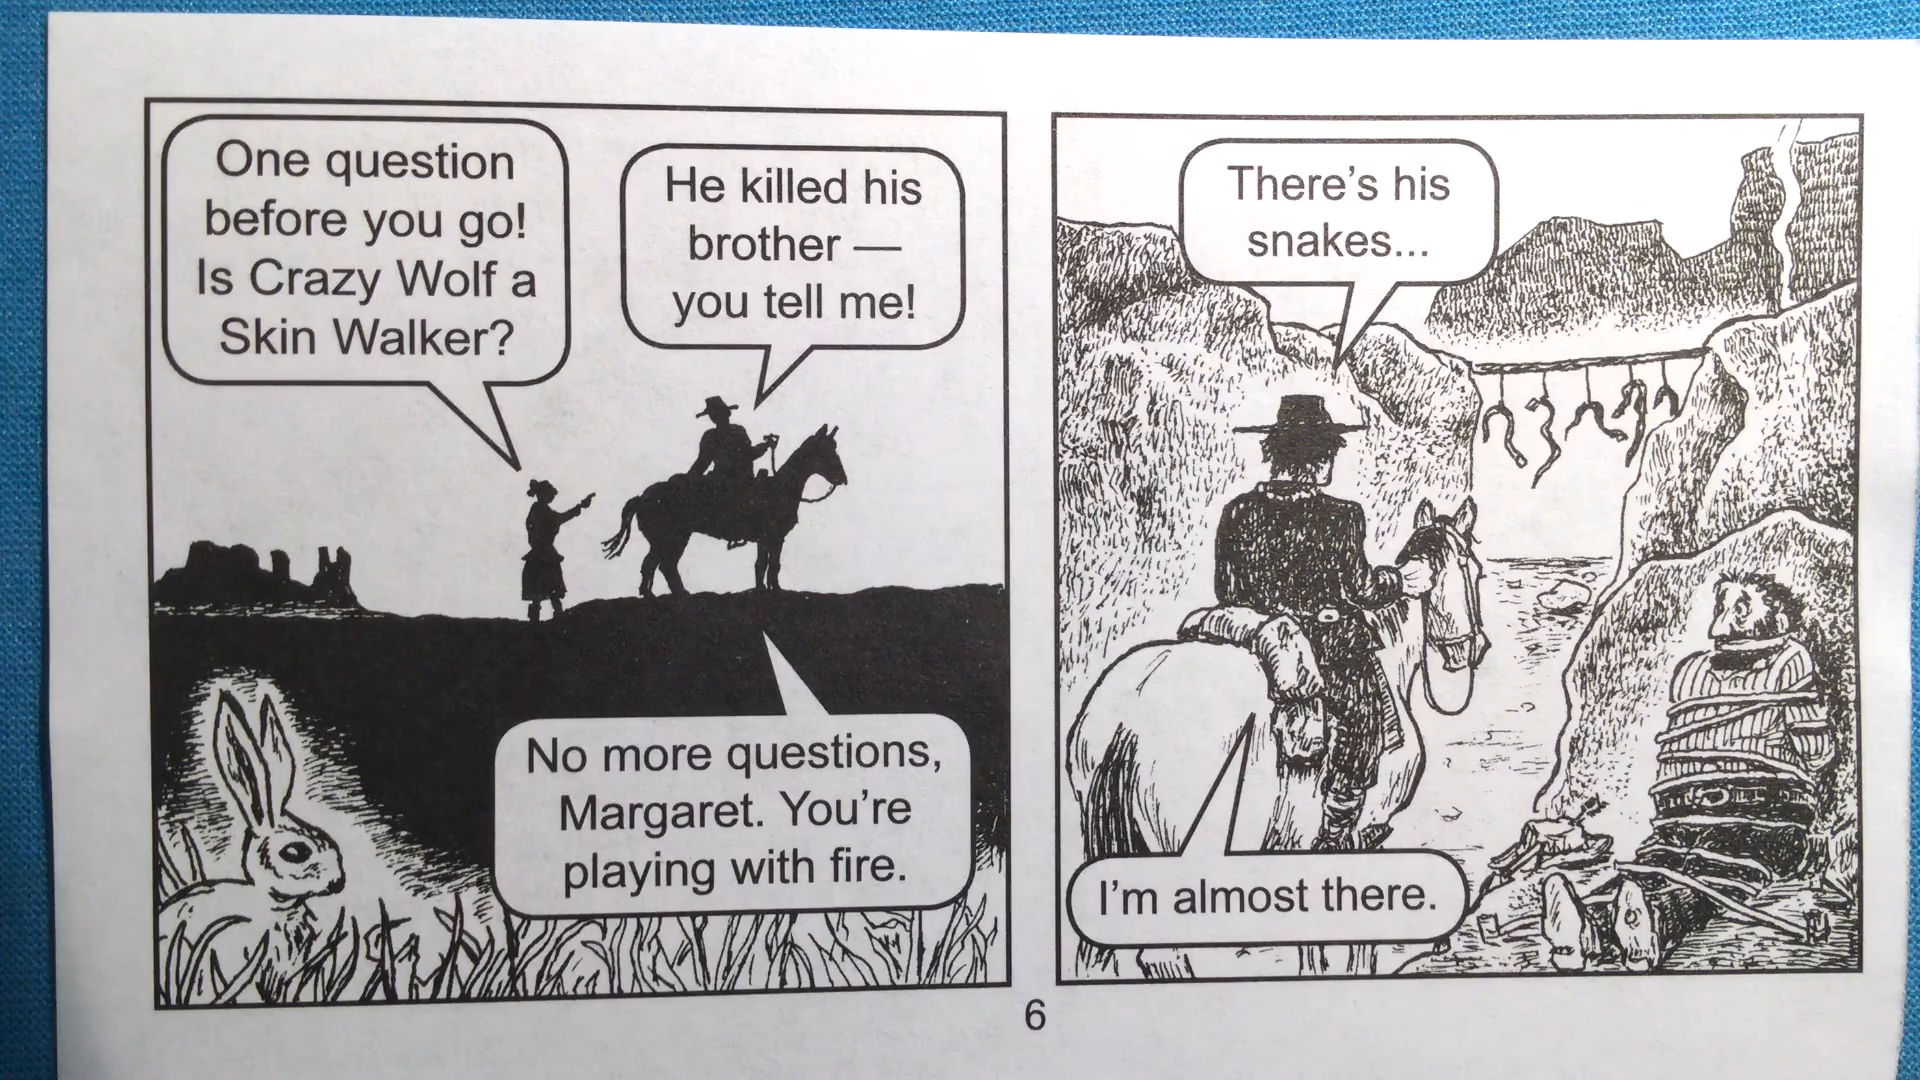 One question
before you go!
Is Crazy Wolf a
Skin Walker?
He killed his
brother —
you tell me!
No more questions,
Margaret. You're
playing with fire.
There's his
snakes...
I'm almost there.
6